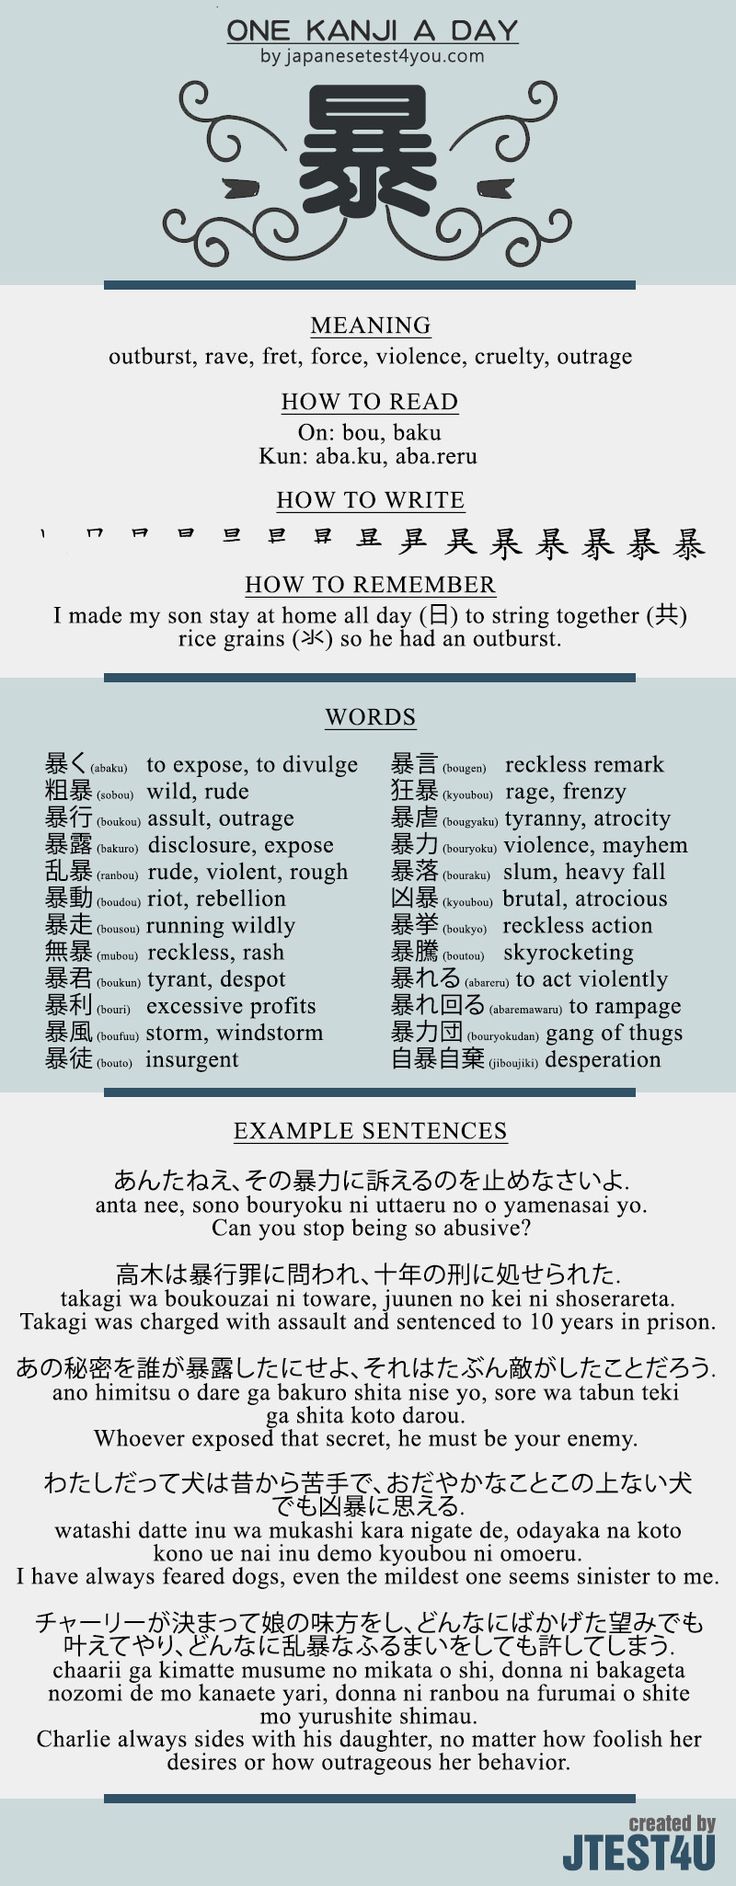 ONE KANJI A DAY
by japanesetest4you.com
暴
MEANING
outburst, rave, fret, force, violence, cruelty, outrage
HOW TO READ
On: bou, baku
Kun: aba.ku, aba.reru
HOW TO WRITE
HOW TO REMEMBER
I made my son stay at home all day (日) to string together (共)
rice grains (氺) so he had an outburst.
WORDS
暴く (abaku) to expose, to divulge
粗暴 (sobou) wild, rude
暴行 (boukou) assult, outrage
暴露 (bakuro) disclosure, expose
乱暴 (ranbou) rude, violent, rough
暴動 (boudou) riot, rebellion
暴走 (bousou) running wildly
無暴 (mubou) reckless, rash
暴君 (boukun) tyrant, despot
暴利 (bouri) excessive profits
暴風 (boufuu) storm, windstorm
暴徒 (bouto) insurgent
暴言 (bougen) reckless remark
狂暴 (kyoubou) rage, frenzy
暴虐 (bougyaku) tyranny, atrocity
暴力 (bouryoku) violence, mayhem
暴落 (bouraku) slum, heavy fall
凶暴 (kyoubou) brutal, atrocious
暴挙 (boukyo) reckless action
暴騰 (boutou) skyrocketing
暴れる (abareru) to act violently
暴れ回る (abaremawaru) to rampage
暴力団 (bouryokudan) gang of thugs
自暴自棄 (jiboujiki) desperation
EXAMPLE SENTENCES
あんたねえ、その暴力に訴えるのを止めなさいよ.
anta nee, sono bouryoku ni uttaeru no o yamenasai yo.
Can you stop being so abusive?
高木は暴行罪に問われ、十年の刑に処せられた.
takagi wa boukouzai ni toware, juunen no kei ni shoserareta.
Takagi was charged with assault and sentenced to 10 years in prison.
あの秘密を誰が暴露したにせよ、それはたぶん敵がしたことだろう.
ano himitsu o dare ga bakuro shita nise yo, sore wa tabun teki
ga shita koto darou.
Whoever exposed that secret, he must be your enemy.
わたしだって犬は昔から苦手で、おだやかなことこの上ない犬
でも凶暴に思える.
watashi datte inu wa mukashi kara nigate de, odayaka na koto
kono ue nai inu demo kyoubou ni omoeru.
I have always feared dogs, even the mildest one seems sinister to me.
チャーリーが決まって娘の味方をし、どんなにばかげた望みでも
叶えてやり、どんなに乱暴なふるまいをしても許してしまう.
chaarii ga kimatte musume no mikata o shi, donna ni bakageta
nozomi de mo kanaete yari, donna ni ranbou na furumai o shite
mo yurushite shimau.
Charlie always sides with his daughter, no matter how foolish her
desires or how outrageous her behavior.
created by
JTEST4U